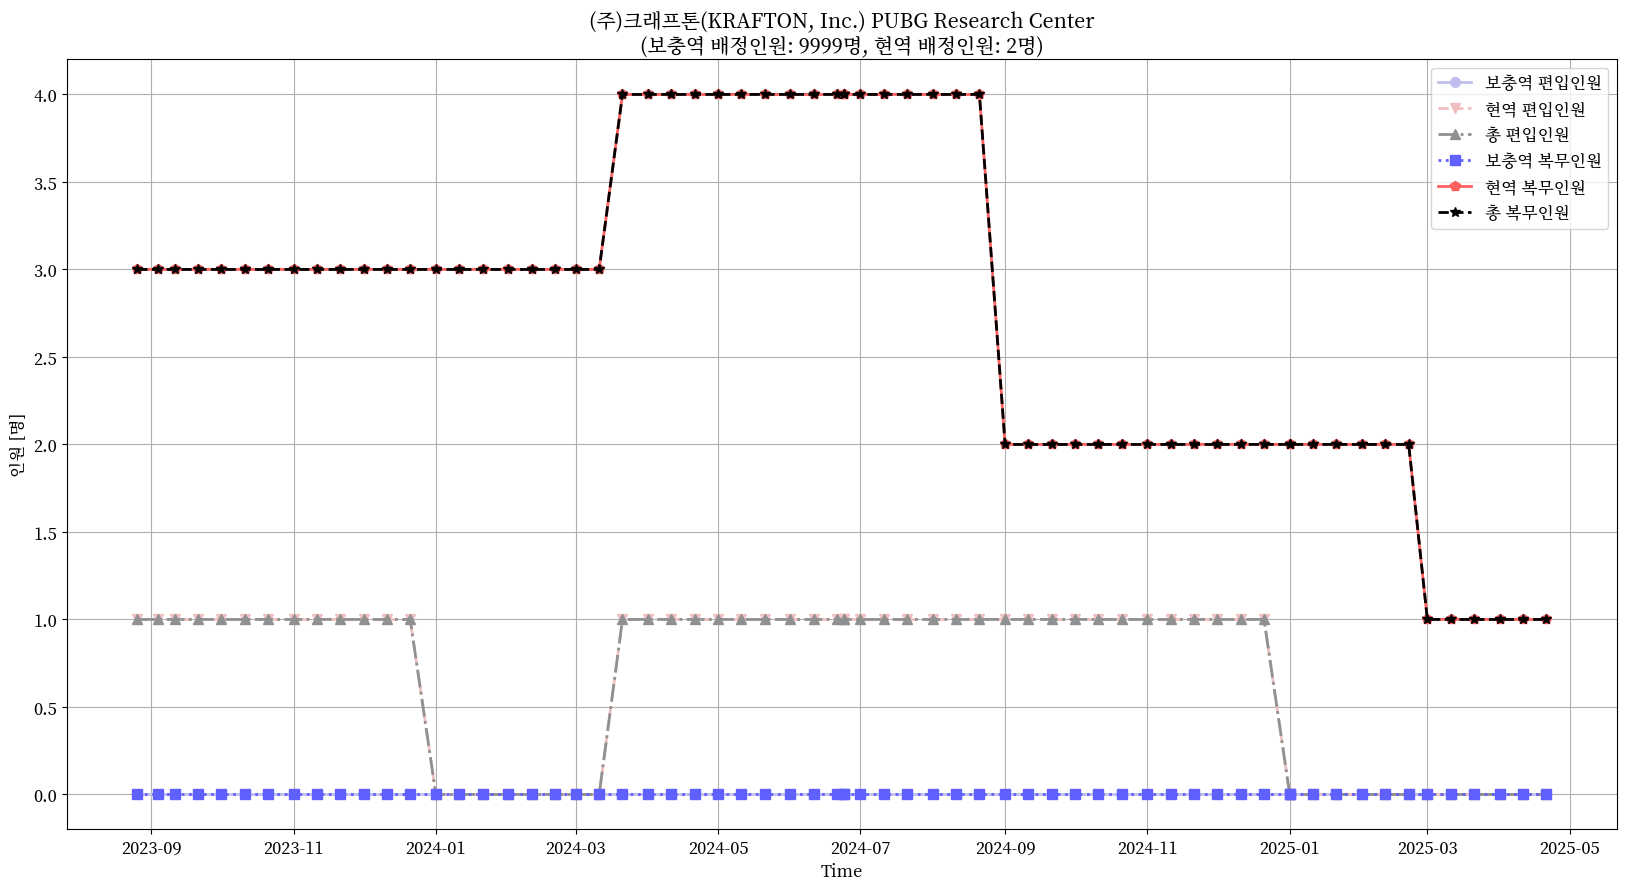 (주)크래프톤(KRAFTON, Inc.) PUBG Research Center
(보충역 배정인원: 9999명, 현역 배정인원: 2명)
보충역 편입인원
현역 편입인원
총 편입인원
보충역 복무인원
현역 복무인원
총 복무인원
인원 [명]
4.0
3.5
3.0
2.5
2.0
1.5
1.0
0.5
0.0
2023-09 2023-11 2024-01 2024-03 2024-05 2024-07 2024-09 2024-11 2025-01 2025-03 2025-05
Time